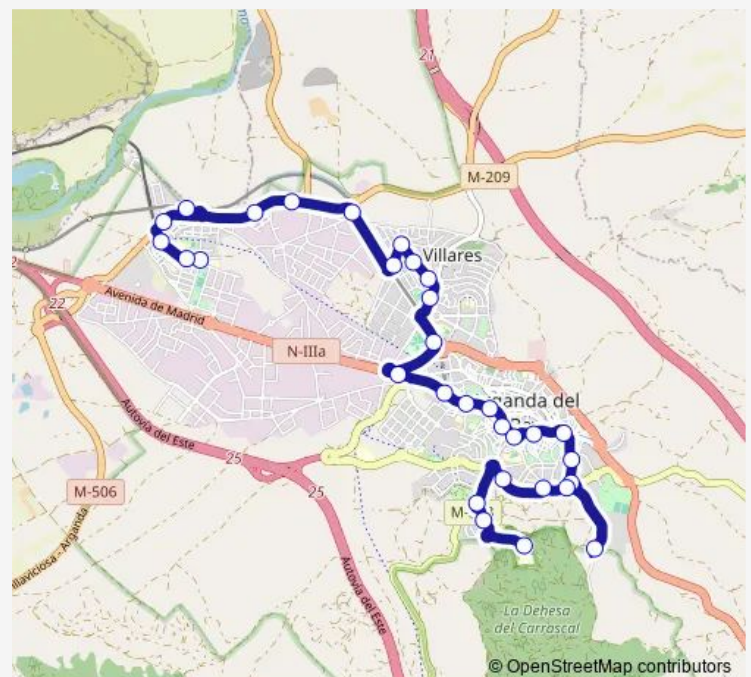 21
M-209
Villares
22
Avenida de Madrid
N-IIIa
ganda del
Autovía del Este
25
25
M-506
Arganda
Autovía del Este
La Dehesa
del Carrascal
© OpenStreetMap contributors